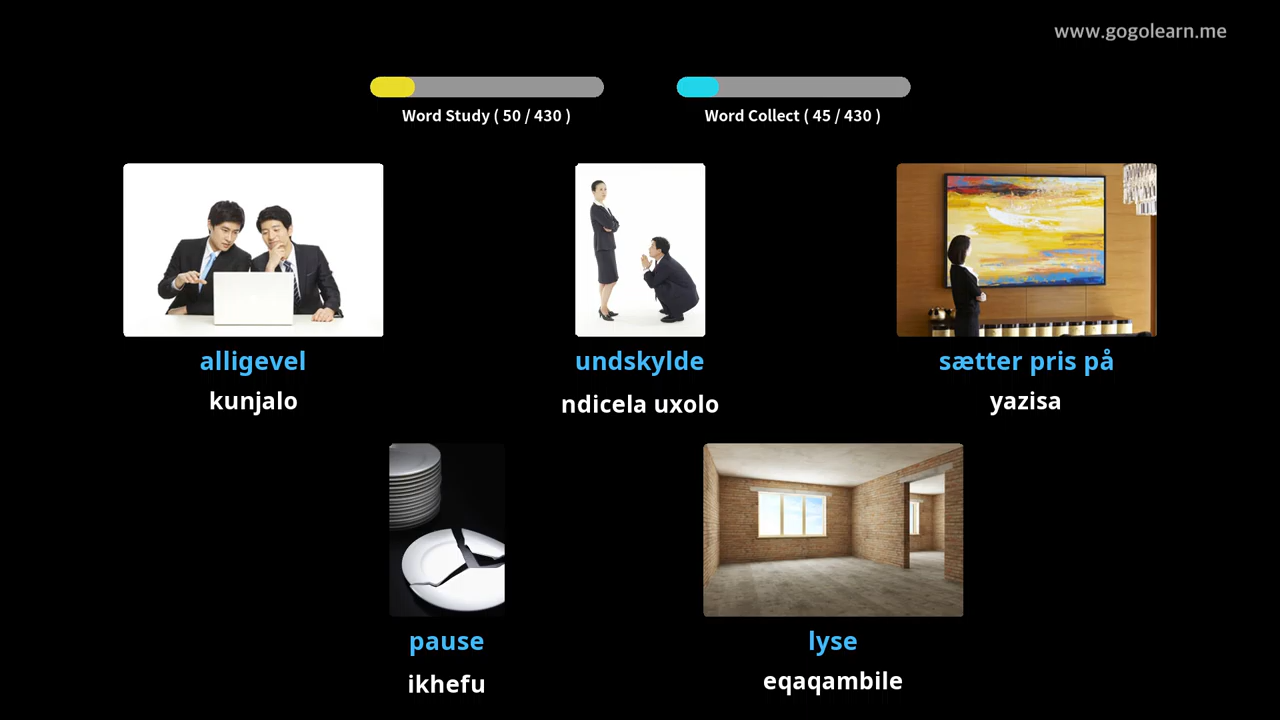 www.gogolearn.me
Word Study ( 50 / 430 )
Word Collect ( 45 / 430 )
alligevel
kunjalo
undskylde
ndicela uxolo
sætter pris på
yazisa
pause
ikhefu
lyse
eqaqambile